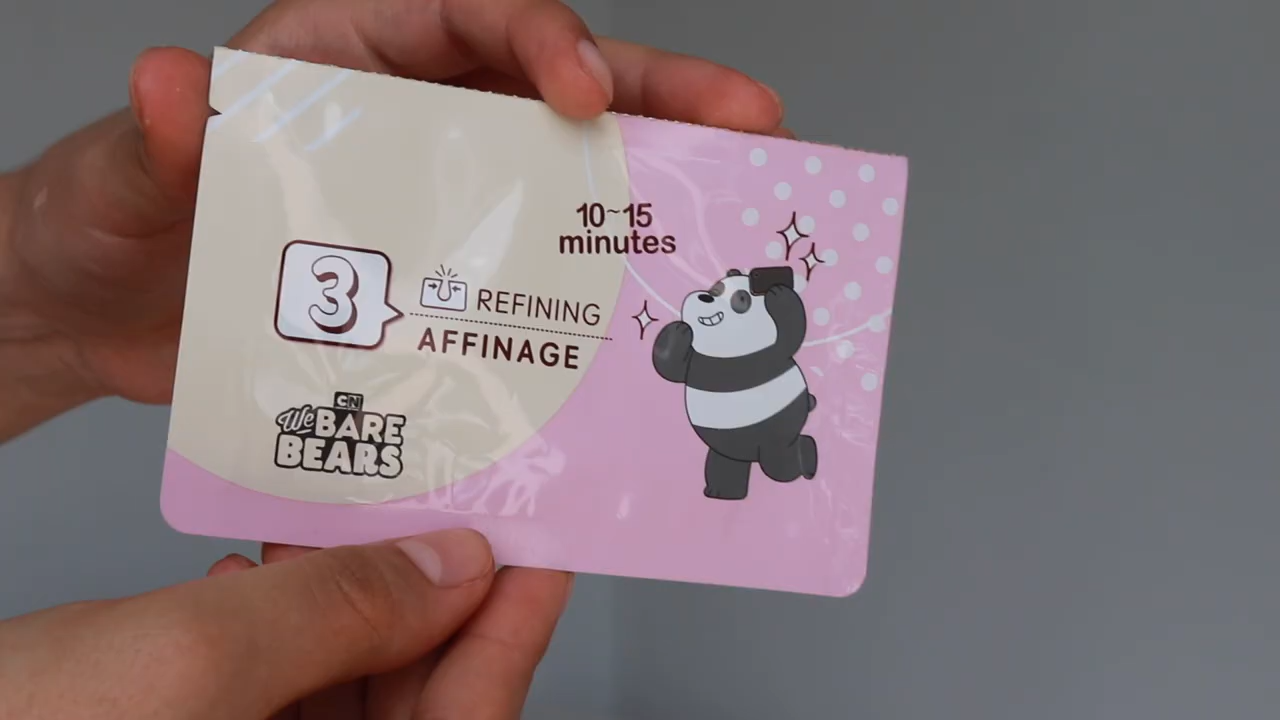 10~15
minutes
3
REFINING
AFFINAGE
CN
We BARE
BEARS